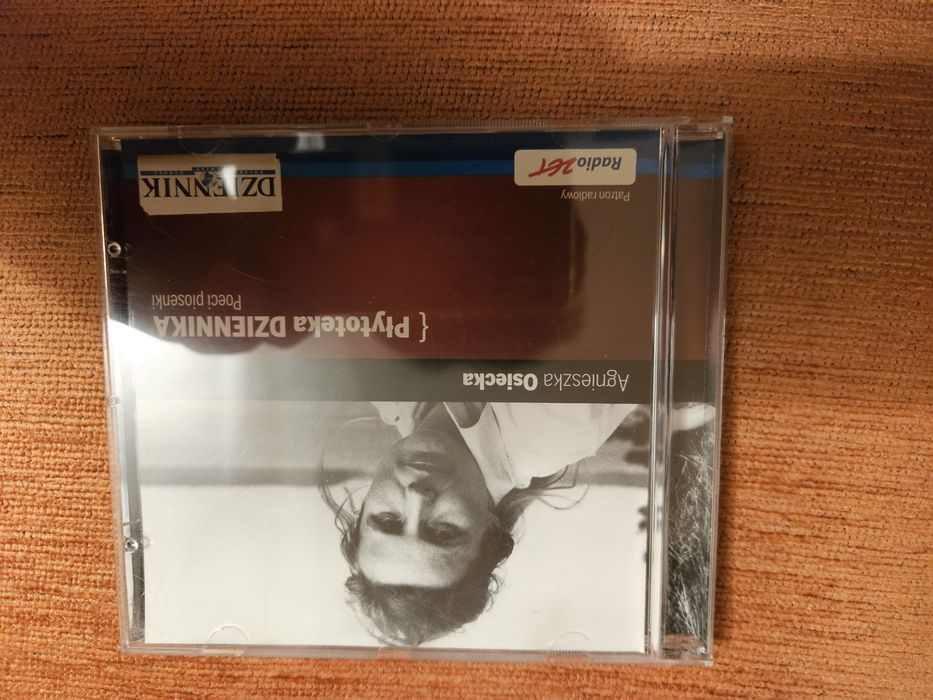 Agnieszka Osiecka
{ Płytoteka DZIENNIKA
Poeci piosenki
Patron radiowy
Radio ZET
DZIENNIK